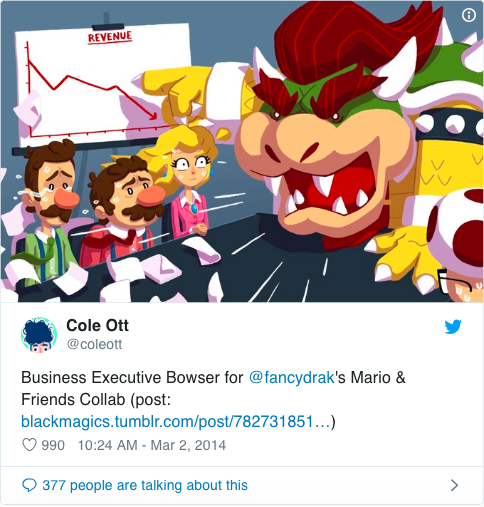 REVENUE
Cole Ott
@coleott
Business Executive Bowser for @fancydrak's Mario &
Friends Collab (post:
blackmagics.tumblr.com/post/782731851…)
990 10:24 AM - Mar 2, 2014
377 people are talking about this